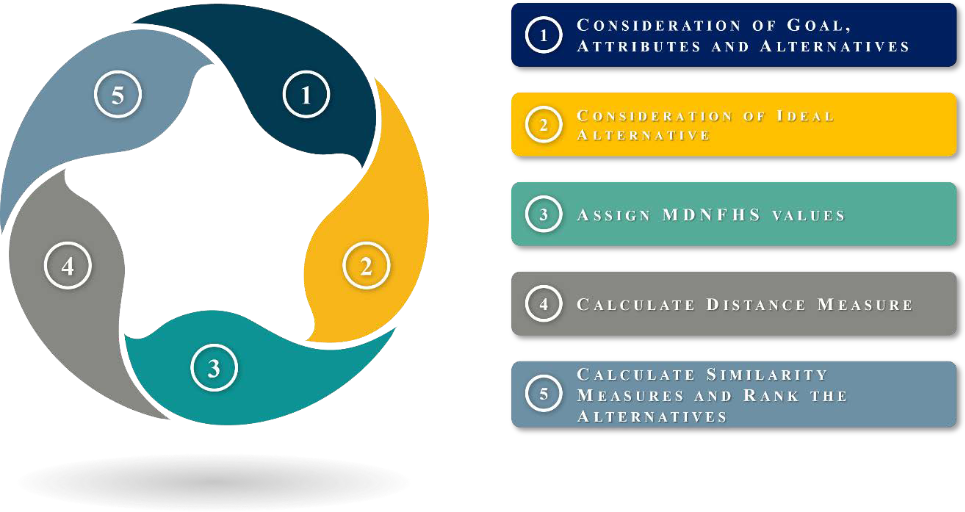 5
1
4
2
3
1
CONSIDERATION OF GOAL,
ATTRIBUTES AND ALTERNATIVES
2
CONSIDERATION OF IDEAL
ALTERNATIVE
3
ASSIGN MDNFHS VALUES
4
CALCULATE DISTANCE MEASURE
5
CALCULATE SIMILARITY
MEASURES AND RANK THE
ALTERNATIVES